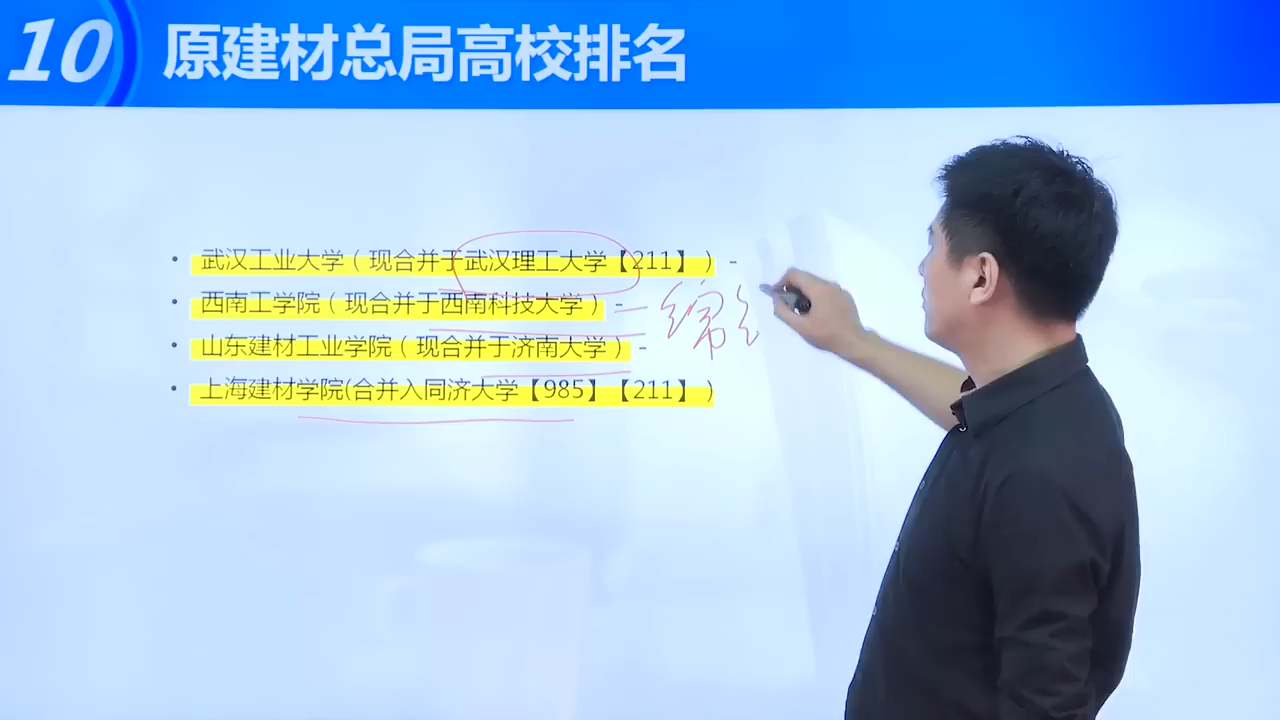 10 原建材总局高校排名
• 武汉工业大学（现合并于武汉理工大学【211】）-
• 西南工学院（现合并于西南科技大学）- 绵
• 山东建材工业学院（现合并于济南大学）-
• 上海建材学院(合并入同济大学【985】【211】）